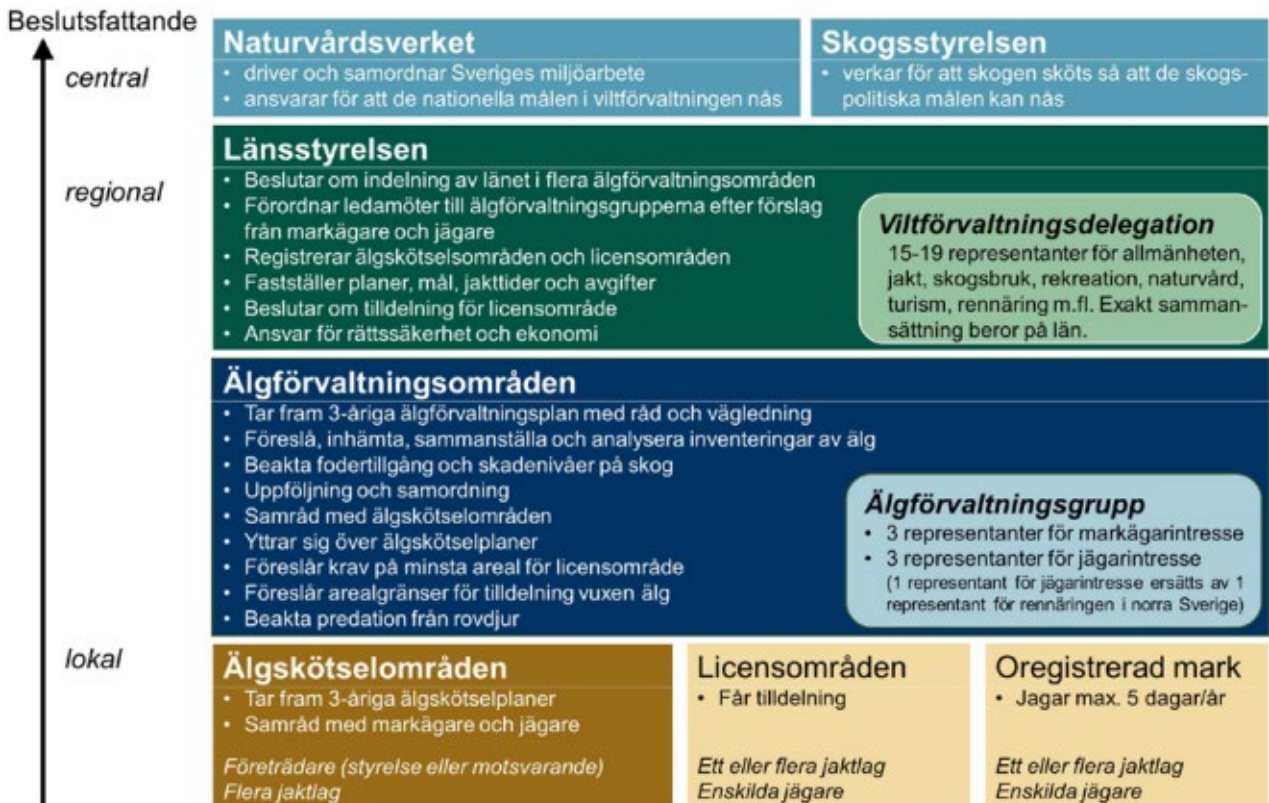 Beslutsfattande
central
Naturvårdsverket
• driver och samordnar Sveriges miljöarbete
• ansvarar för att de nationella målen i viltförvaltningen nås
Skogsstyrelsen
• verkar för att skogen sköts så att de skogs-
politiska målen kan nås
regional
Länsstyrelsen
• Beslutar om indelning av länet i flera älgförvaltningsområden
• Förordnar ledamöter till älgförvaltningsgrupperna efter förslag
från markägare och jägare
• Registrerar älgskötselsområden och licensområden
• Fastställer planer, mål, jakttider och avgifter
• Beslutar om tilldelning för licensområde
• Ansvar för rättssäkerhet och ekonomi
Viltförvaltningsdelegation
15-19 representanter för allmänheten,
jakt, skogsbruk, rekreation, naturvård,
turism, rennäring m.fl. Exakt samman-
sättning beror på län.
Älgförvaltningsområden
• Tar fram 3-åriga älgförvaltningsplan med råd och vägledning
• Föreslå, inhämta, sammanställa och analysera inventeringar av älg
• Beakta fodertillgång och skadenivåer på skog
• Uppföljning och samordning
• Samråd med älgskötselområden
• Yttrar sig över älgskötselplaner
• Föreslår krav på minsta areal för licensområde
• Föreslår arealgränser för tilldelning vuxen älg
• Beakta predation från rovdjur
Älgförvaltningsgrupp
• 3 representanter för markägarintresse
• 3 representanter för jägarintresse
(1 representant för jägarintresse ersätts av 1
representant för rennäringen i norra Sverige)
lokal
Älgskötselområden
• Tar fram 3-åriga älgskötselplaner
• Samråd med markägare och jägare
Företrädare (styrelse eller motsvarande)
Flera jaktlag
Licensområden
• Får tilldelning
Ett eller flera jaktlag
Enskilda jägare
Oregistrerad mark
• Jagar max. 5 dagar/år
Ett eller flera jaktlag
Enskilda jägare